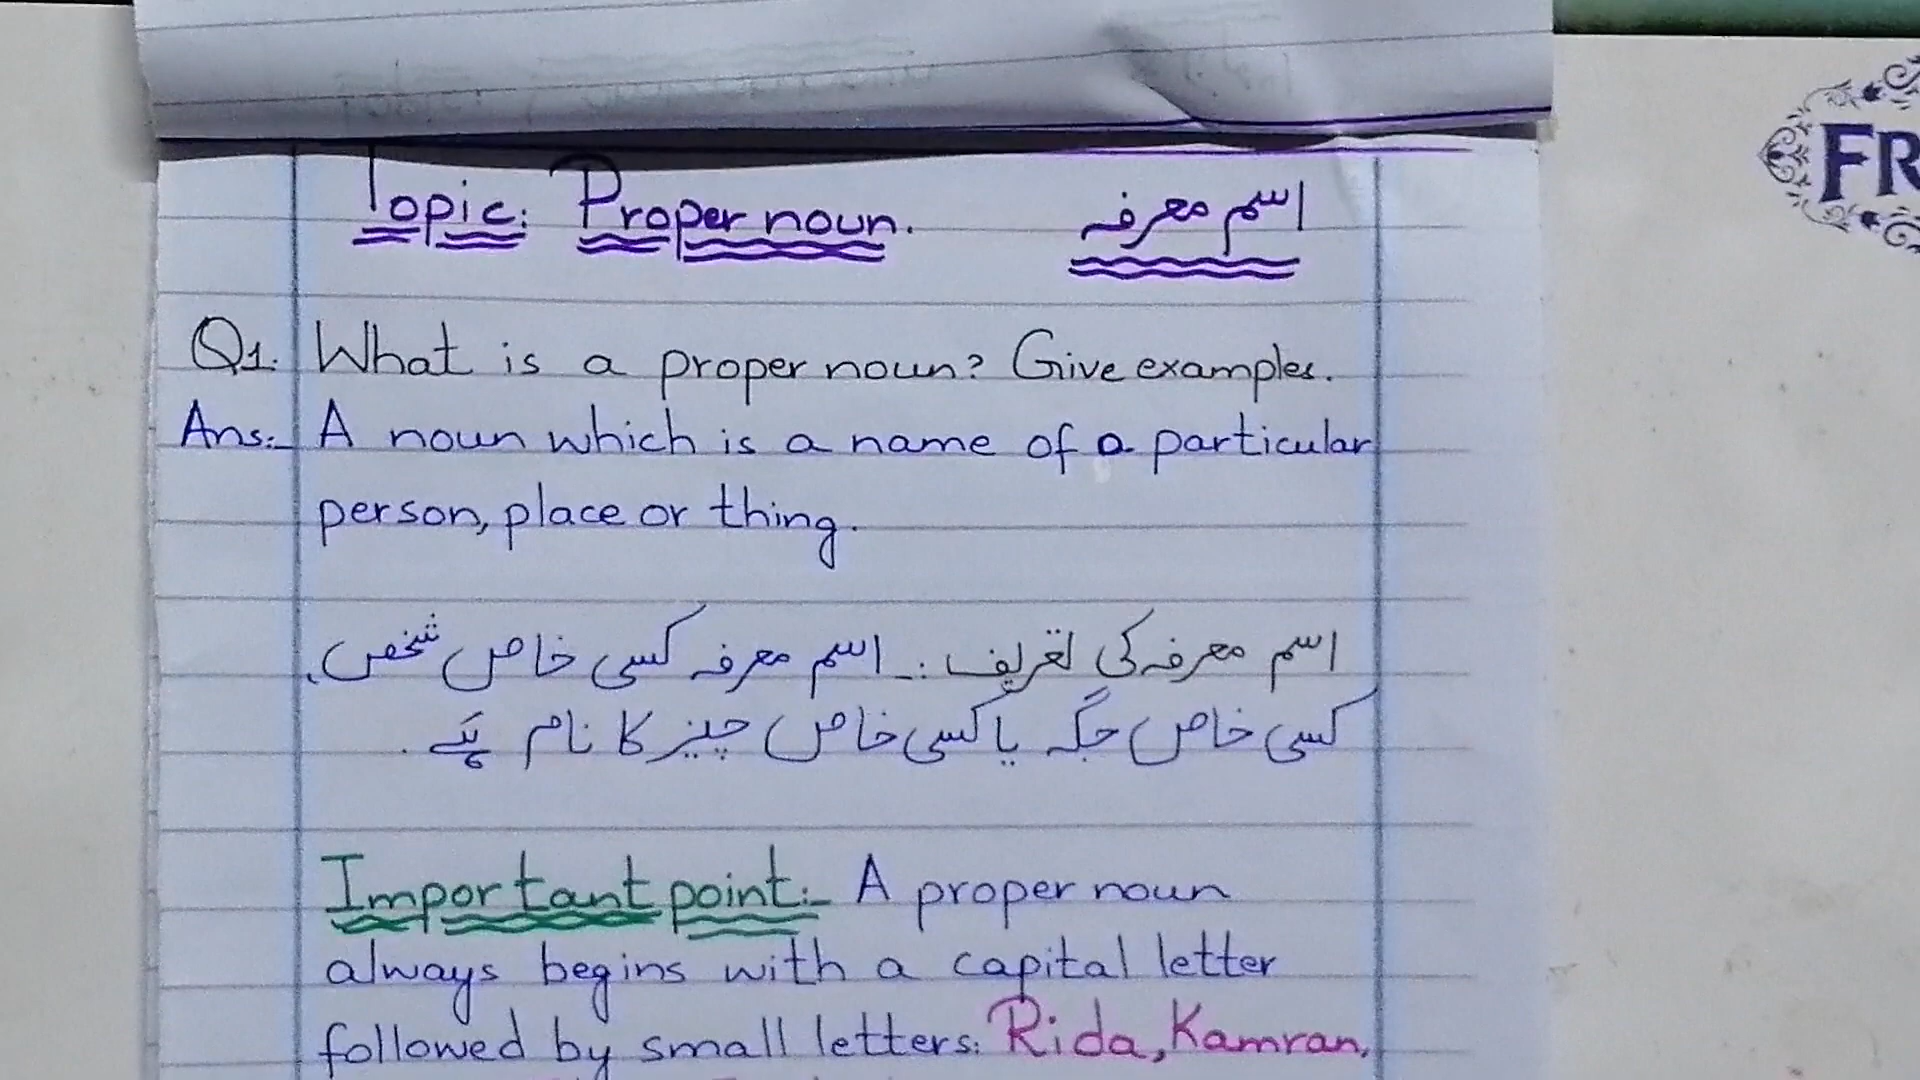 Topic: Proper noun. اسم معرفہ
Q1. What is a proper noun? Give examples.
Ans:- A noun which is a name of a particular
person, place or thing.
اسم معرفہ کی تعریف :- اسم معرفہ کسی خاص شخص،
کسی خاص جگہ یا کسی خاص چیز کا نام ہے .
Important point:- A proper noun
always begins with a capital letter
followed by small letters: Rida, Kamran,
FR